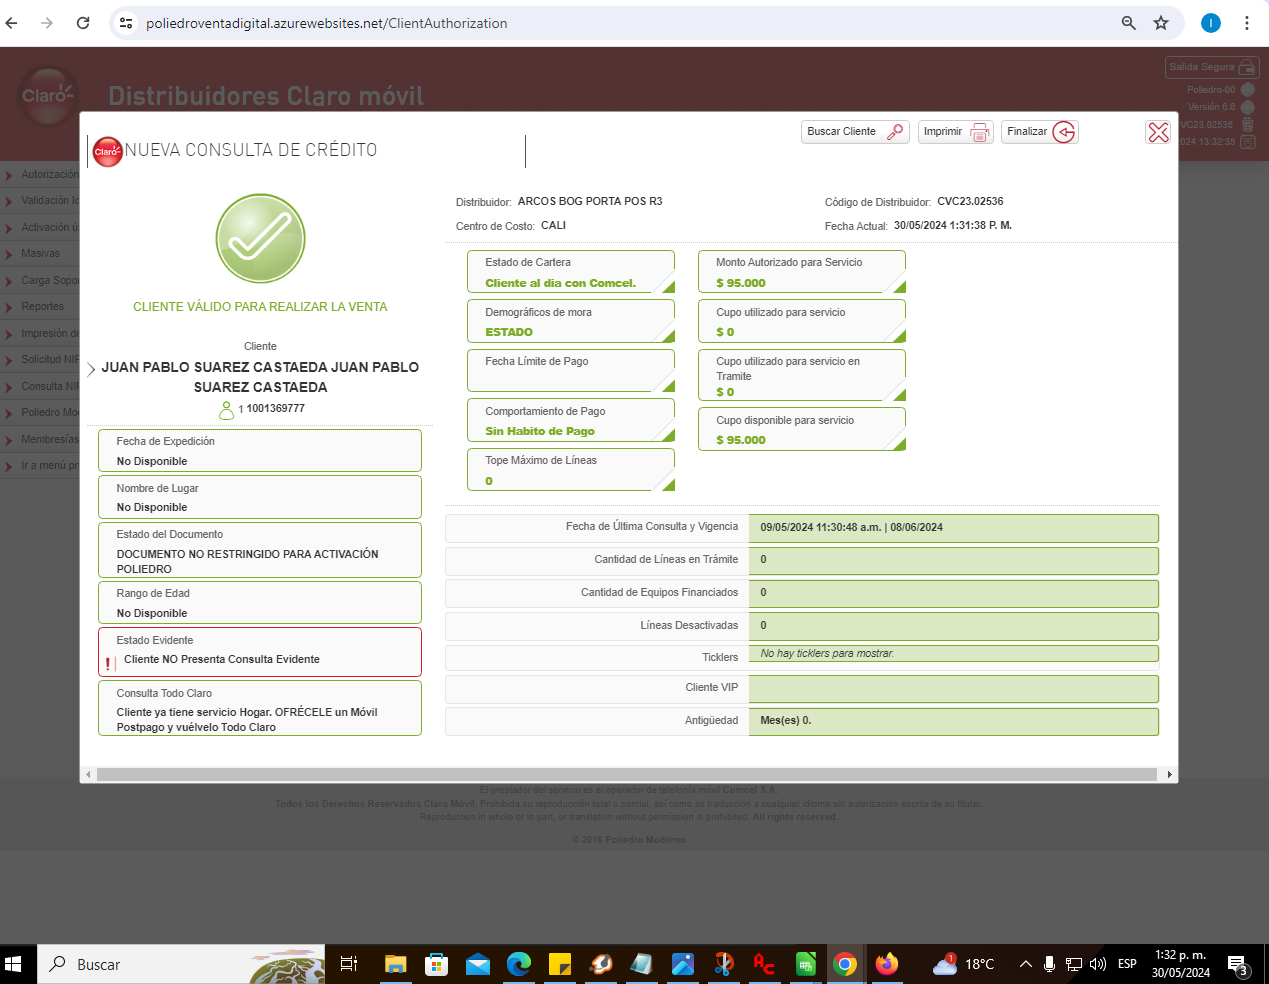 poliedroventadigital.azurewebsites.net/ClientAuthorization
I
Claro
Distribuidores Claro móvil
Salida Segura
Poliedro-00
Versión 6.6
CVC23.02536
2024 13:32:35
Autorización
Validación Id
Activación ú
Masivas
Carga Sopor
Reportes
Impresión de
Solicitud NIP
Consulta NIP
Poliedro Mo
Membresías
Ir a menú pr
Claro
NUEVA CONSULTA DE CRÉDITO
Buscar Cliente
Imprimir
Finalizar
CLIENTE VÁLIDO PARA REALIZAR LA VENTA
Cliente
JUAN PABLO SUAREZ CASTAEDA JUAN PABLO
SUAREZ CASTAEDA
1 1001369777
Fecha de Expedición
No Disponible
Nombre de Lugar
No Disponible
Estado del Documento
DOCUMENTO NO RESTRINGIDO PARA ACTIVACIÓN
POLIEDRO
Rango de Edad
No Disponible
Estado Evidente
! Cliente NO Presenta Consulta Evidente
Consulta Todo Claro
Cliente ya tiene servicio Hogar. OFRÉCELE un Móvil
Postpago y vuélvelo Todo Claro
Distribuidor: ARCOS BOG PORTA POS R3
Código de Distribuidor: CVC23.02536
Centro de Costo: CALI
Fecha Actual: 30/05/2024 1:31:38 P. M.
Estado de Cartera
Cliente al dia con Comcel.
Demográficos de mora
ESTADO
Fecha Límite de Pago
Comportamiento de Pago
Sin Habito de Pago
Tope Máximo de Líneas
0
Monto Autorizado para Servicio
$ 95.000
Cupo utilizado para servicio
$ 0
Cupo utilizado para servicio en
Tramite
$ 0
Cupo disponible para servicio
$ 95.000
Fecha de Última Consulta y Vigencia 09/05/2024 11:30:48 a.m. | 08/06/2024
Cantidad de Líneas en Trámite 0
Cantidad de Equipos Financiados 0
Líneas Desactivadas 0
Ticklers No hay ticklers para mostrar.
Cliente VIP
Antigüedad Mes(es) 0.
El prestador del servicio es el operador de telefonía móvil Comcel S.A.
Todos los Derechos Reservados Claro Móvil. Prohibida su reproducción total o parcial, así como su traducción a cualquier idioma sin autorización escrita de su titular.
Reproduction in whole or in part, or translation without permission is prohibited. All rights reserved.
© 2016 Poliedro Moderno
Buscar
1
18°C
ESP
1:32 p. m.
30/05/2024
3